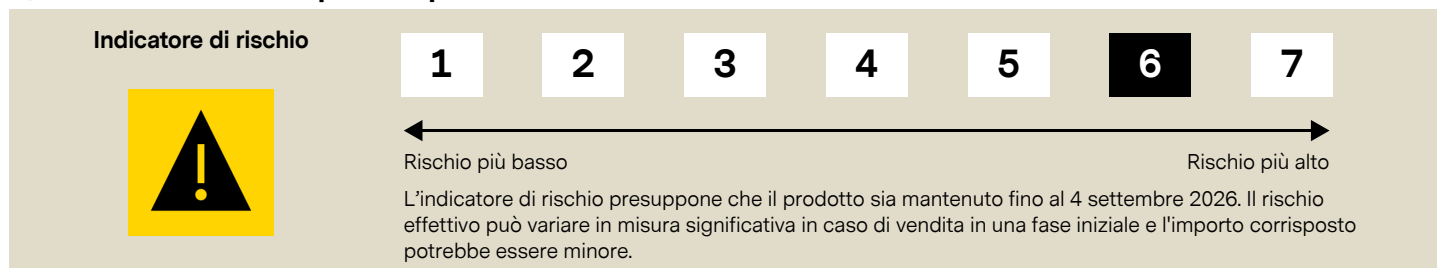 Indicatore di rischio
1 2 3 4 5 6 7
Rischio più basso
Rischio più alto
L'indicatore di rischio presuppone che il prodotto sia mantenuto fino al 4 settembre 2026. Il rischio
effettivo può variare in misura significativa in caso di vendita in una fase iniziale e l'importo corrisposto
potrebbe essere minore.